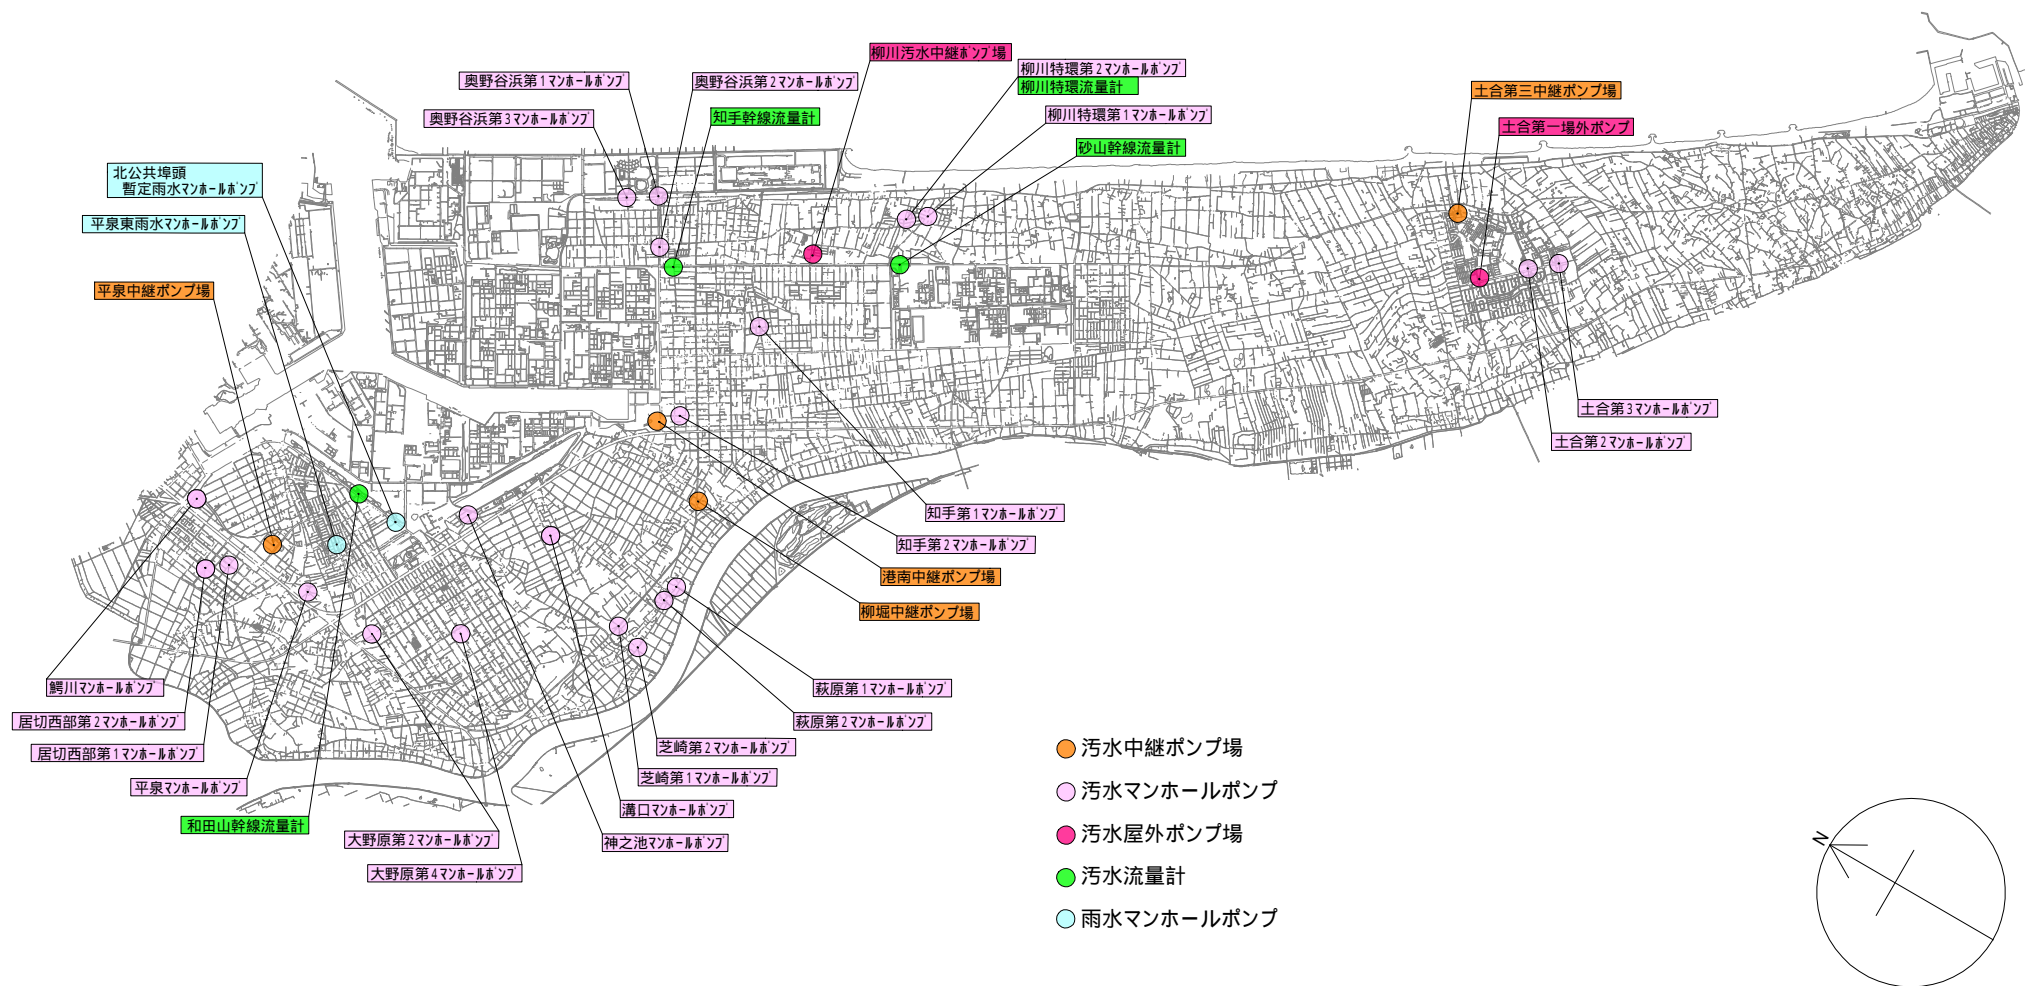 柳川汚水中継ﾎﾟﾝﾌﾟ場
奥野谷浜第1ﾏﾝﾎｰﾙﾎﾟﾝﾌﾟ
奥野谷浜第2ﾏﾝﾎｰﾙﾎﾟﾝﾌﾟ
柳川特環第2ﾏﾝﾎｰﾙﾎﾟﾝﾌﾟ
柳川特環流量計
土合第三中継ポンプ場
奥野谷浜第3ﾏﾝﾎｰﾙﾎﾟﾝﾌﾟ
知手幹線流量計
柳川特環第1ﾏﾝﾎｰﾙﾎﾟﾝﾌﾟ
土合第一場外ポンプ
砂山幹線流量計
北公共埠頭
暫定雨水ﾏﾝﾎｰﾙﾎﾟﾝﾌﾟ
平泉東雨水ﾏﾝﾎｰﾙﾎﾟﾝﾌﾟ
平泉中継ポンプ場
土合第3ﾏﾝﾎｰﾙﾎﾟﾝﾌﾟ
土合第2ﾏﾝﾎｰﾙﾎﾟﾝﾌﾟ
知手第1ﾏﾝﾎｰﾙﾎﾟﾝﾌﾟ
知手第2ﾏﾝﾎｰﾙﾎﾟﾝﾌﾟ
港南中継ポンプ場
柳堀中継ポンプ場
鰐川ﾏﾝﾎｰﾙﾎﾟﾝﾌﾟ
萩原第1ﾏﾝﾎｰﾙﾎﾟﾝﾌﾟ
居切西部第2ﾏﾝﾎｰﾙﾎﾟﾝﾌﾟ
萩原第2ﾏﾝﾎｰﾙﾎﾟﾝﾌﾟ
居切西部第1ﾏﾝﾎｰﾙﾎﾟﾝﾌﾟ
芝崎第2ﾏﾝﾎｰﾙﾎﾟﾝﾌﾟ
芝崎第1ﾏﾝﾎｰﾙﾎﾟﾝﾌﾟ
平泉ﾏﾝﾎｰﾙﾎﾟﾝﾌﾟ
溝口ﾏﾝﾎｰﾙﾎﾟﾝﾌﾟ
和田山幹線流量計
大野原第2ﾏﾝﾎｰﾙﾎﾟﾝﾌﾟ
神之池ﾏﾝﾎｰﾙﾎﾟﾝﾌﾟ
大野原第4ﾏﾝﾎｰﾙﾎﾟﾝﾌﾟ
汚水中継ポンプ場
汚水マンホールポンプ
汚水屋外ポンプ場
汚水流量計
雨水マンホールポンプ
N